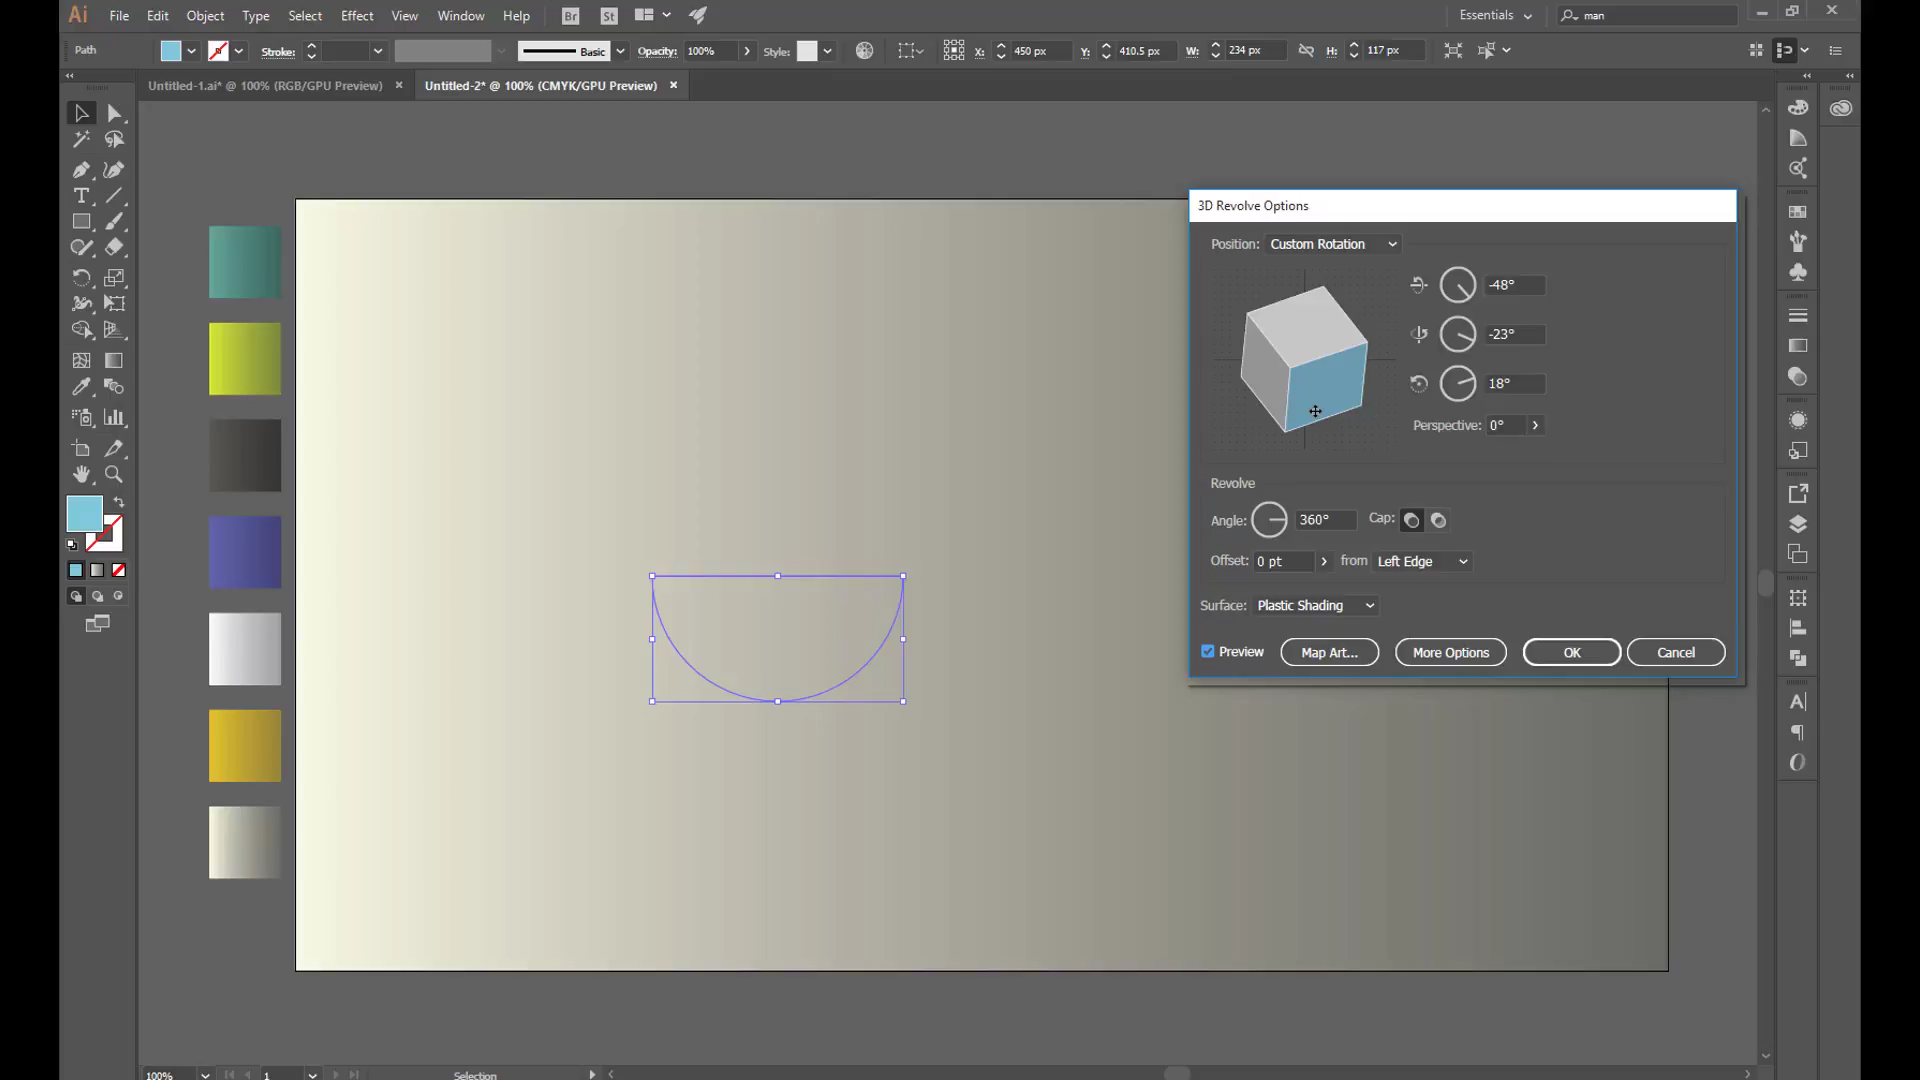 Ai File Edit Object Type Select Effect View Window Help Br St Essentials man
Path Stroke: Basic Opacity: 100% Style: X: 450 px Y: 410.5 px W: 234 px H: 117 px
Untitled-1.ai* @ 100% (RGB/GPU Preview) Untitled-2* @ 100% (CMYK/GPU Preview)
3D Revolve Options
Position: Custom Rotation
-48°
-23°
18°
Perspective: 0°
Revolve
Angle: 360° Cap:
Offset: 0 pt from Left Edge
Surface: Plastic Shading
Preview Map Art... More Options OK Cancel
100% 1 Selection